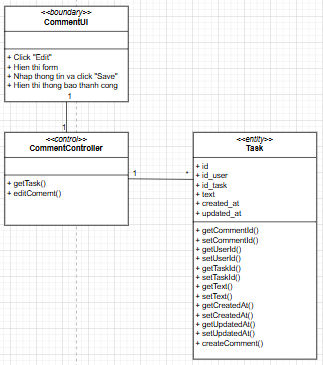 <<boundary>>
CommentUI
+ Click "Edit"
+ Hien thi form
+ Nhap thong tin va click "Save"
+ Hien thi thong bao thanh cong
1
1
<<control>>
CommentController
+ getTask()
+ editComemt()
1
*
<<entity>>
Task
+ id
+ id_user
+ id_task
+ text
+ created_at
+ updated_at
+ getCommentId()
+ setCommentId()
+ getUserId()
+ setUserId()
+ getTaskId()
+ setTaskId()
+ getText()
+ setText()
+ getCreatedAt()
+ setCreatedAt()
+ getUpdatedAt()
+ setUpdatedAt()
+ createComment()